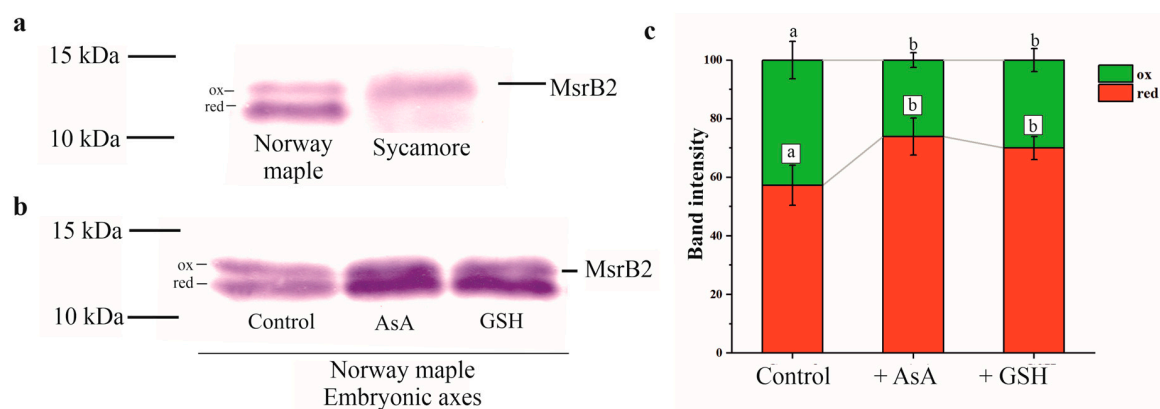 a
15 kDa
ox
red
10 kDa
MsrB2
Norway
maple
Sycamore
b
15 kDa
ox
red
10 kDa
MsrB2
Control
AsA
GSH
Norway maple
Embryonic axes
c
a
b
b
ox
red
100
80
60
40
20
0
Band intensity
a
b
b
Control
+ AsA
+ GSH